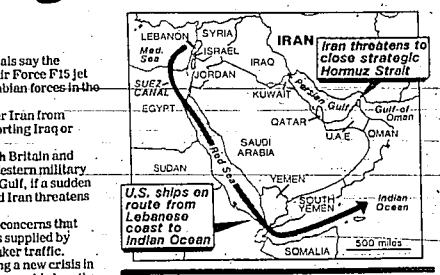 als say the
ir Force F15 jet
abian forces in the
er Iran from
orting Iraq or
h Britain and
estern military
Gulf, if a sudden
d Iran threatens
concerns that
s supplied by
aker traffic.
ng a new crisis in
LEBANON
SYRIA
IRAN
Med.
Sea
ISRAEL
IRAQ
Iran threatens to
close strategic
Hormuz Strait
JORDAN
SUEZ
CANAL
KUWAIT
Persian Gulf
Gulf of
Oman
EGYPT
QATAR
U.A.E.
OMAN
SAUDI
ARABIA
Red Sea
SUDAN
YEMEN
U.S. ships en
route from
Lebanese
coast to
Indian Ocean
SOUTH
YEMEN
Indian
Ocean
500 miles
SOMALIA